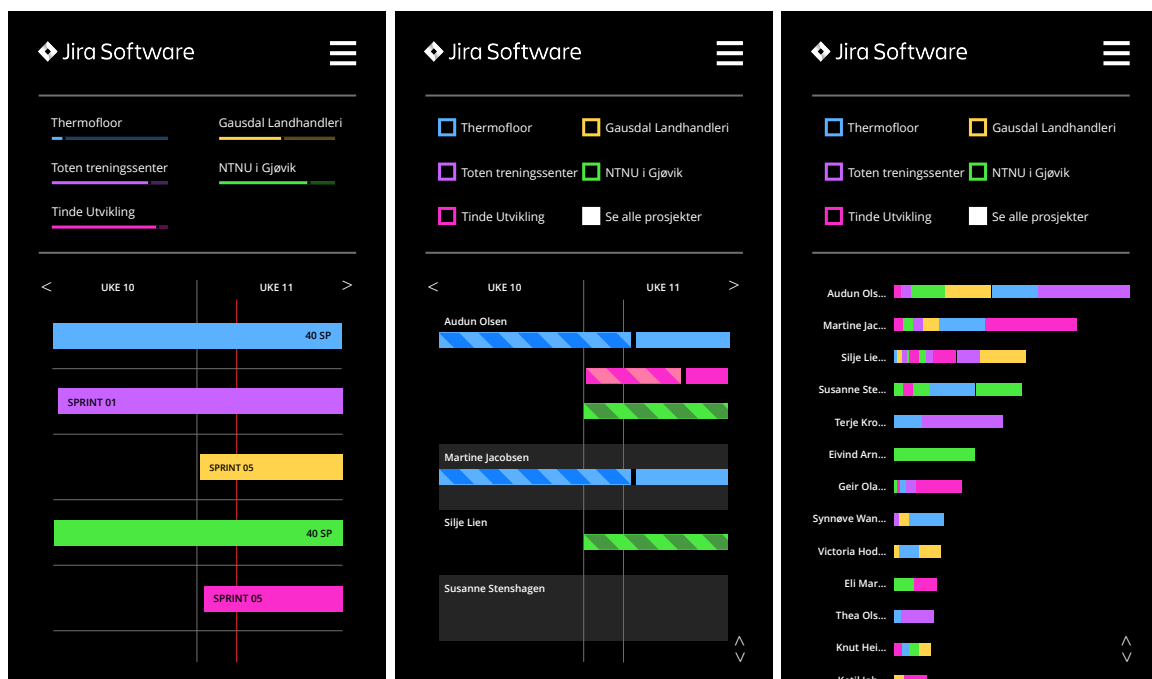 Jira Software
Thermofloor
Gausdal Landhandleri
Toten treningssenter
NTNU i Gjøvik
Tinde Utvikling
< UKE 10 UKE 11 >
40 SP
SPRINT 01
SPRINT 05
40 SP
SPRINT 05
Jira Software
Thermofloor
Gausdal Landhandleri
Toten treningssenter
NTNU i Gjøvik
Tinde Utvikling
Se alle prosjekter
< UKE 10 UKE 11 >
Audun Olsen
Martine Jacobsen
Silje Lien
Susanne Stenshagen
Jira Software
Thermofloor
Gausdal Landhandleri
Toten treningssenter
NTNU i Gjøvik
Tinde Utvikling
Se alle prosjekter
Audun Ols...
Martine Jac...
Silje Lie...
Susanne Ste...
Terje Kro...
Eivind Arn...
Geir Ola...
Synnøve Wan...
Victoria Hod...
Eli Mar...
Thea Ols...
Knut Hei...